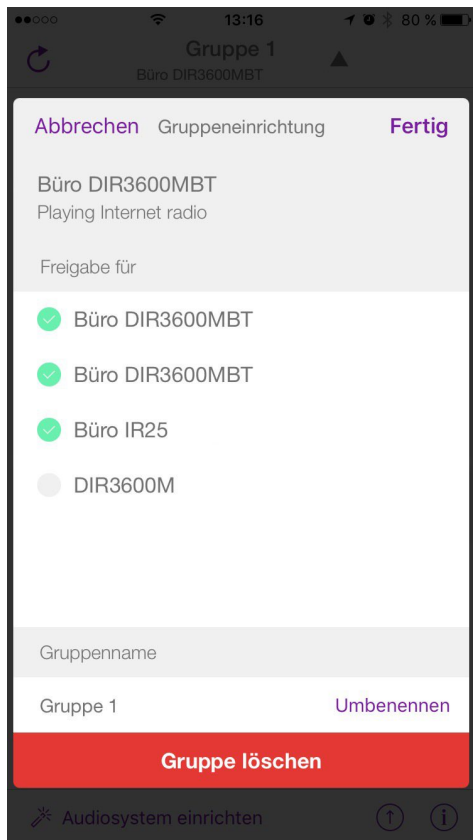 13:16 80 %
Gruppe 1
Büro DIR3600MBT
Abbrechen Gruppeneinrichtung Fertig
Büro DIR3600MBT
Playing Internet radio
Freigabe für
Büro DIR3600MBT
Büro DIR3600MBT
Büro IR25
DIR3600M
Gruppenname
Gruppe 1 Umbenennen
Gruppe löschen
Audiosystem einrichten